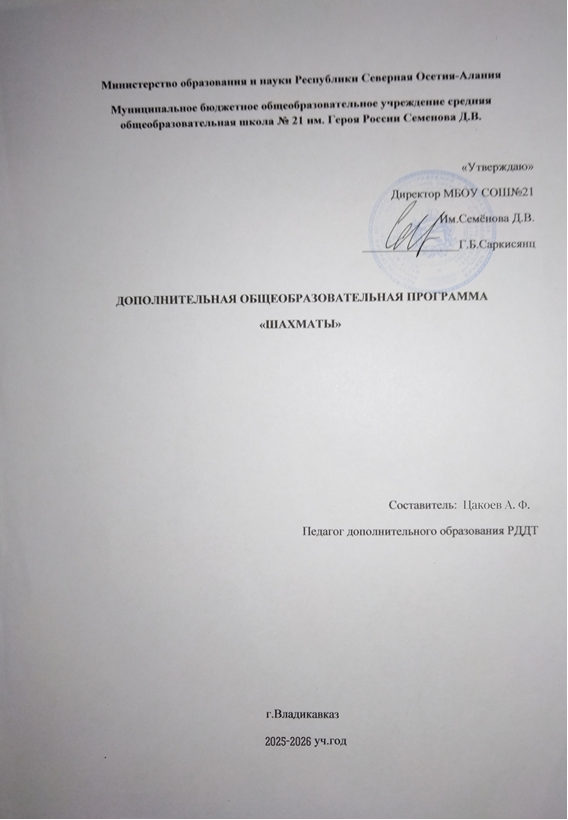 Министерство образования и науки Республики Северная Осетия-Алания
Муниципальное бюджетное общеобразовательное учреждение средняя
общеобразовательная школа № 21 им. Героя России Семенова Д.В.
«Утверждаю»
Директор МБОУ СОШ№21
Им.Семёнова Д.В.
Г.Б.Саркисянц
ДОПОЛНИТЕЛЬНАЯ ОБЩЕОБРАЗОВАТЕЛЬНАЯ ПРОГРАММА
«ШАХМАТЫ»
Составитель: Цакоев А. Ф.
Педагог дополнительного образования РДДТ
г.Владикавказ
2025-2026 уч.год